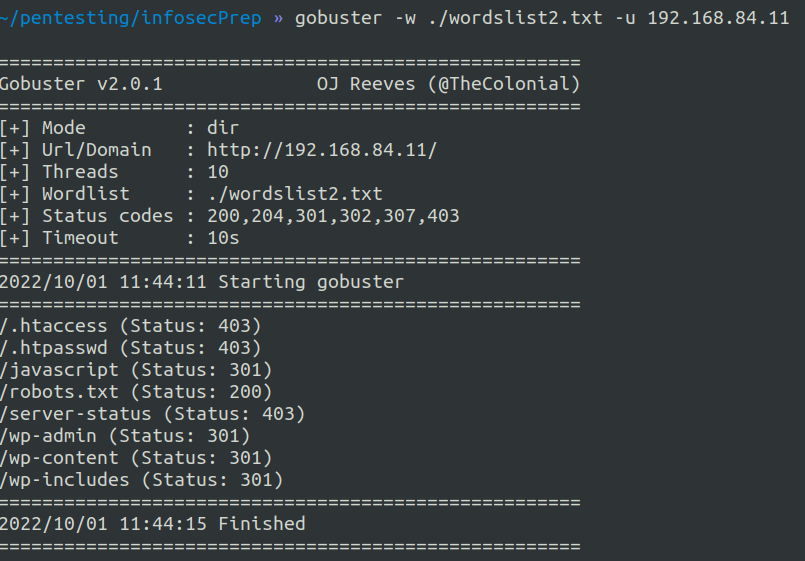 ~/pentesting/infosecPrep » gobuster -w ./wordslist2.txt -u 192.168.84.11
=====================================================
Gobuster v2.0.1              OJ Reeves (@TheColonial)
=====================================================
[+] Mode         : dir
[+] Url/Domain   : http://192.168.84.11/
[+] Threads      : 10
[+] Wordlist     : ./wordslist2.txt
[+] Status codes : 200,204,301,302,307,403
[+] Timeout      : 10s
=====================================================
2022/10/01 11:44:11 Starting gobuster
=====================================================
/.htaccess (Status: 403)
/.htpasswd (Status: 403)
/javascript (Status: 301)
/robots.txt (Status: 200)
/server-status (Status: 403)
/wp-admin (Status: 301)
/wp-content (Status: 301)
/wp-includes (Status: 301)
=====================================================
2022/10/01 11:44:15 Finished
=====================================================